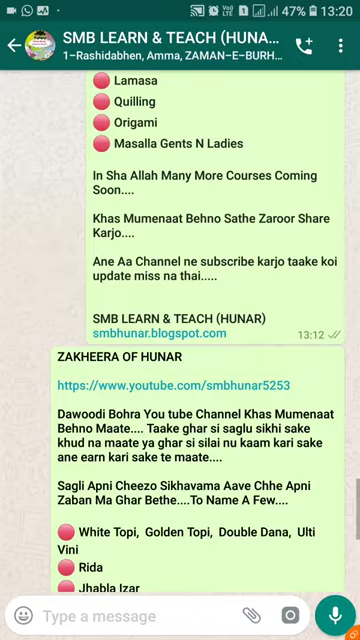 47% 13:20
SMB LEARN & TEACH (HUNA...
1–Rashidabhen, Amma, ZAMAN–E–BURH...
🔴 Lamasa
🔴 Quilling
🔴 Origami
🔴 Masalla Gents N Ladies
In Sha Allah Many More Courses Coming
Soon....
Khas Mumenaat Behno Sathe Zaroor Share
Karjo....
Ane Aa Channel ne subscribe karjo taake koi
update miss na thai.....
SMB LEARN & TEACH (HUNAR)
smbhunar.blogspot.com
13:12
ZAKHEERA OF HUNAR
https://www.youtube.com/smbhunar5253
Dawoodi Bohra You tube Channel Khas Mumenaat
Behno Maate.... Taake ghar si saglu sikhi sake
khud na maate ya ghar si silai nu kaam kari sake
ane earn kari sake te maate....
Sagli Apni Cheezo Sikhavama Aave Chhe Apni
Zaban Ma Ghar Bethe....To Name A Few....
🔴 White Topi, Golden Topi, Double Dana, Ulti
Vini
🔴 Rida
🔴 Jhabla Izar
Type a message